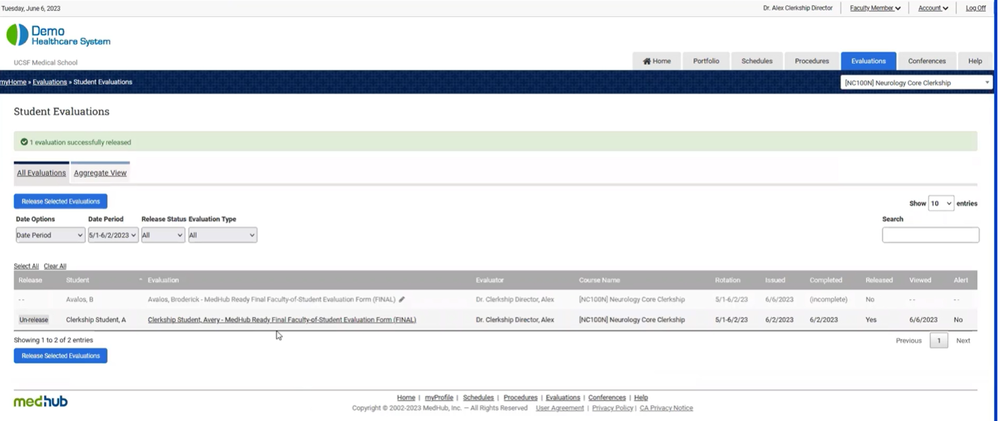 Tuesday, June 6, 2023 Dr. Alex Clerkship Director Faculty Member Account Log Off
Demo
Healthcare System
UCSF Medical School
Home Portfolio Schedules Procedures Evaluations Conferences Help
myHome » Evaluations » Student Evaluations [NC100N] Neurology Core Clerkship
Student Evaluations
1 evaluation successfully released
All Evaluations Aggregate View
Release Selected Evaluations
Show 10 entries
Date Options Date Period Release Status Evaluation Type Search
Date Period 5/1-6/2/2023 All All
Select All Clear All
Release Student Evaluation Evaluator Course Name Rotation Issued Completed Released Viewed Alert
-- Avalos, B Avalos, Broderick - MedHub Ready Final Faculty-of-Student Evaluation Form (FINAL) Dr. Clerkship Director, Alex [NC100N] Neurology Core Clerkship 5/1-6/2/23 6/6/2023 (incomplete) No -- --
Un-release Clerkship Student, A Clerkship Student, Avery - MedHub Ready Final Faculty-of-Student Evaluation Form (FINAL) Dr. Clerkship Director, Alex [NC100N] Neurology Core Clerkship 5/1-6/2/23 6/2/2023 6/2/2023 Yes 6/6/2023 No
Showing 1 to 2 of 2 entries Previous 1 Next
Release Selected Evaluations
medhub
Home | myProfile | Schedules | Procedures | Evaluations | Conferences | Help
Copyright © 2002-2023 MedHub, Inc. — All Rights Reserved User Agreement | Privacy Policy | CA Privacy Notice